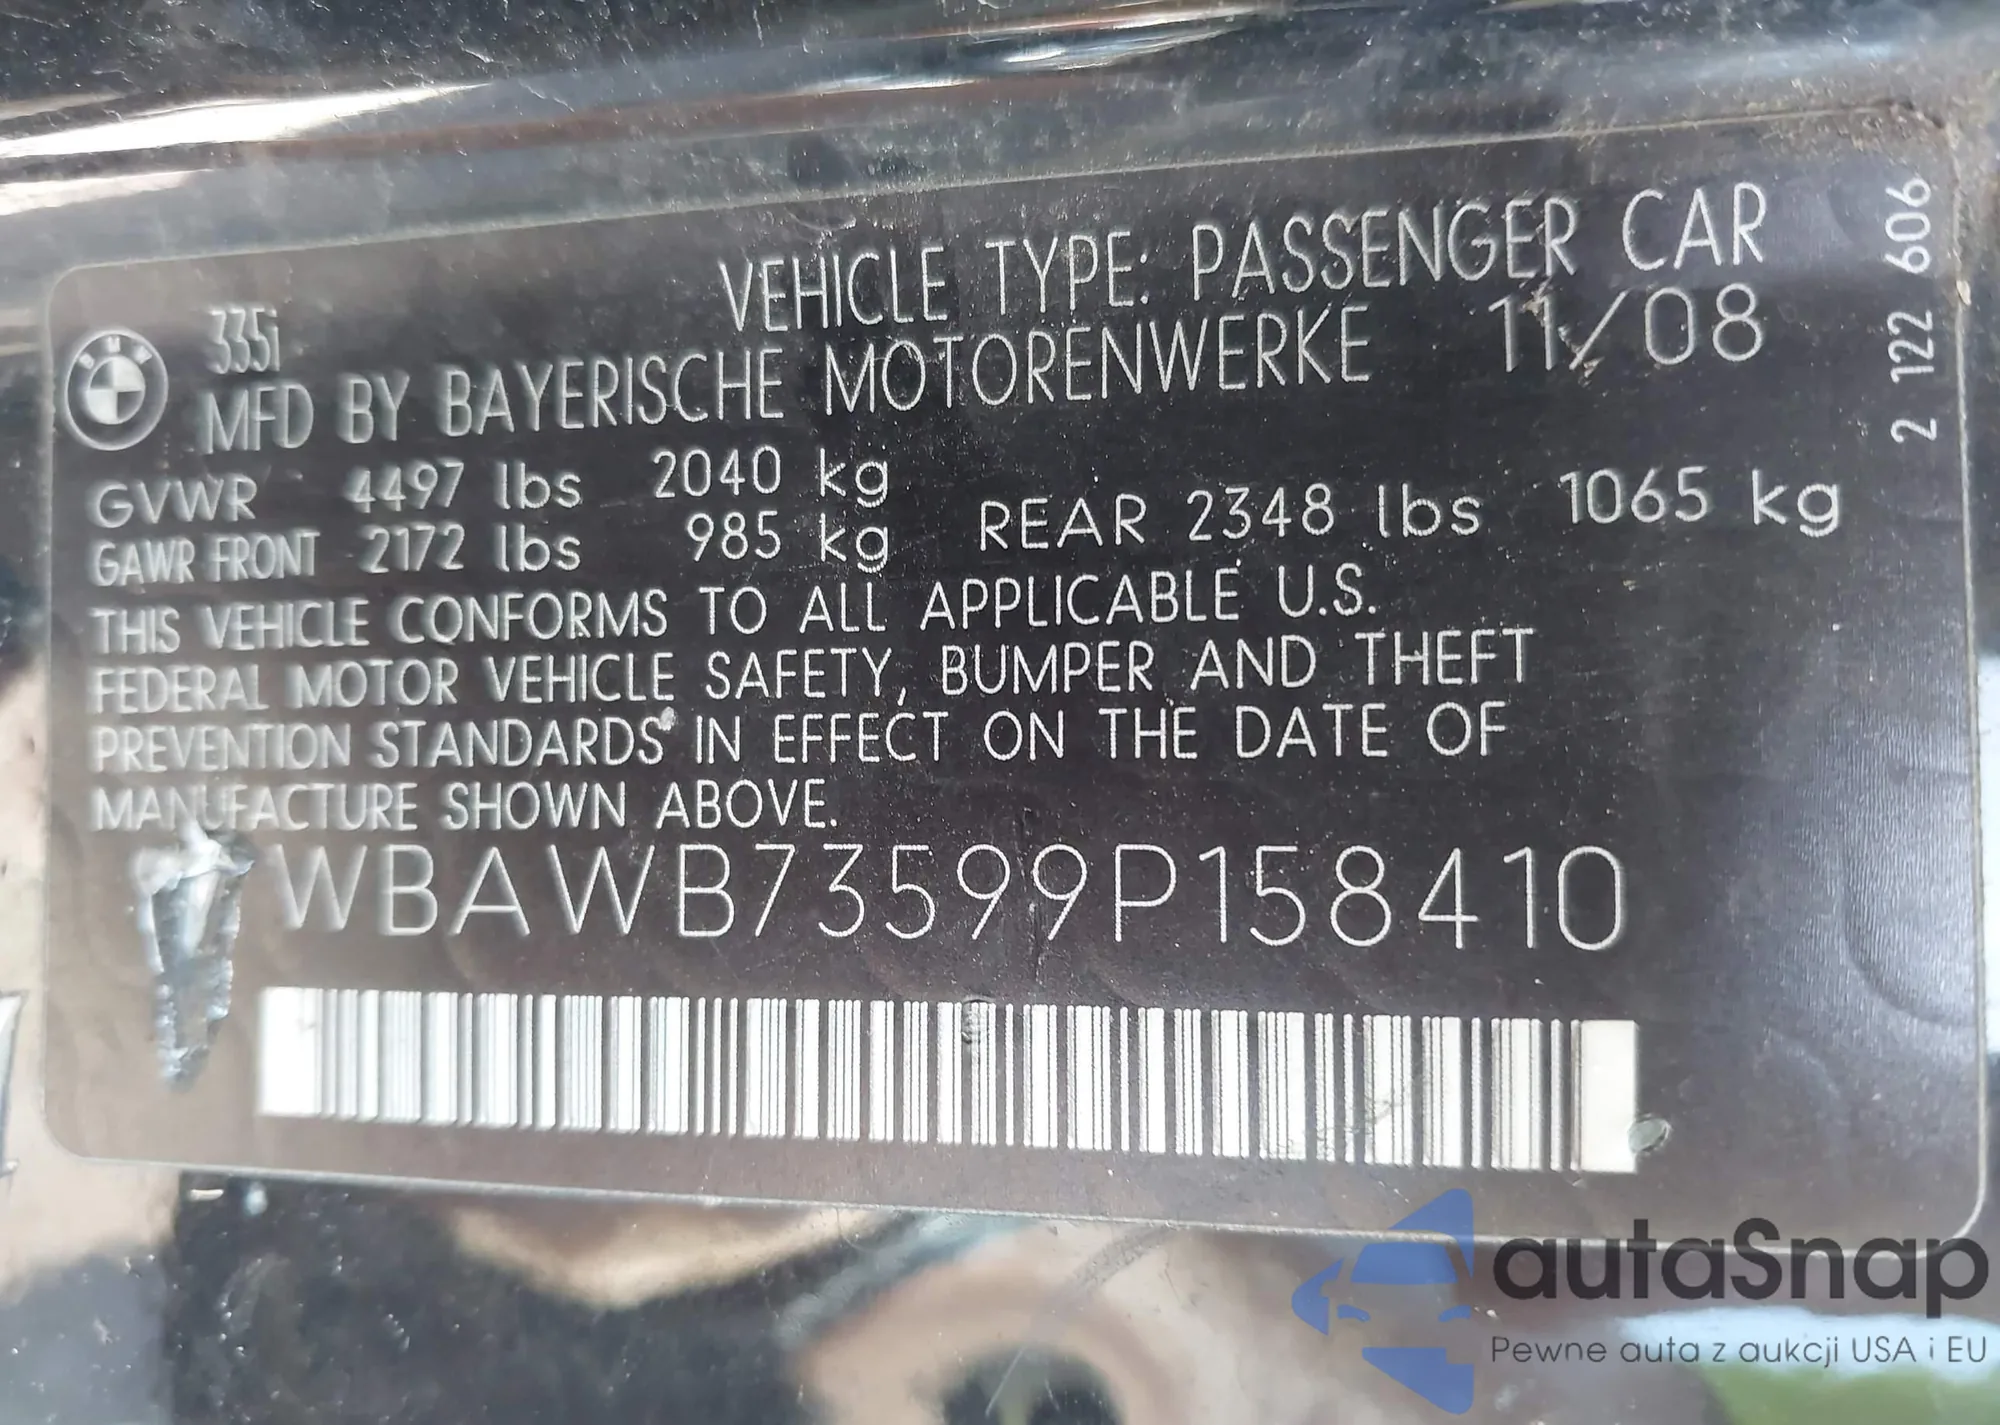 VEHICLE TYPE: PASSENGER CAR
335i
MFD BY BAYERISCHE MOTORENWERKE 11/08
GVWR 4497 lbs 2040 kg
GAWR FRONT 2172 lbs 985 kg REAR 2348 lbs 1065 kg
THIS VEHICLE CONFORMS TO ALL APPLICABLE U.S.
FEDERAL MOTOR VEHICLE SAFETY, BUMPER AND THEFT
PREVENTION STANDARDS IN EFFECT ON THE DATE OF
MANUFACTURE SHOWN ABOVE.
WBAWB73599P158410
2 122 606
BMW
autaSnap
Pewne auta z aukcji USA i EU